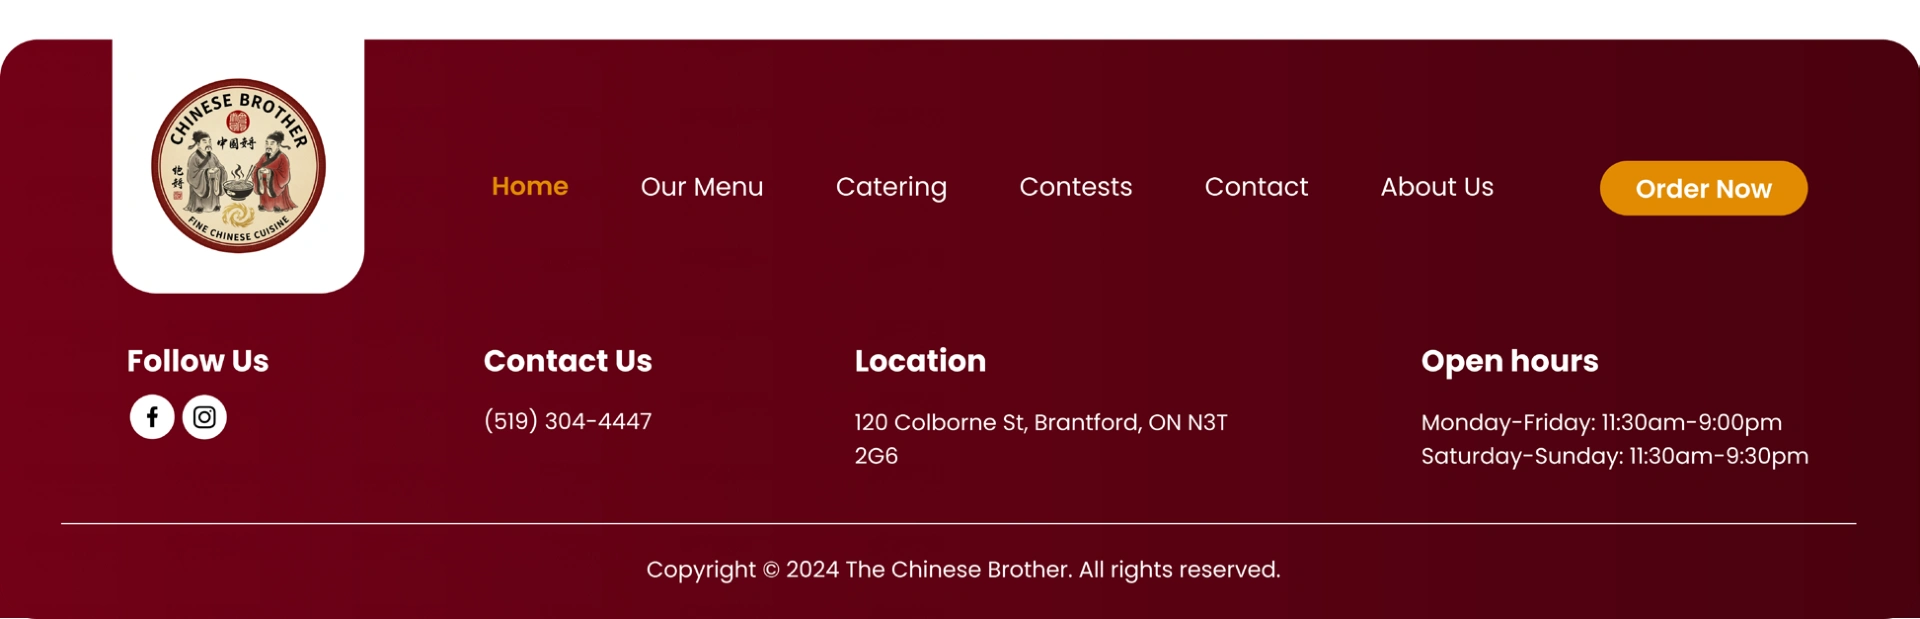 CHINESE BROTHER
中国
FINE CHINESE CUISINE
Home
Our Menu
Catering
Contests
Contact
About Us
Order Now
Follow Us
Contact Us
(519) 304-4447
Location
120 Colborne St, Brantford, ON N3T
2G6
Open hours
Monday-Friday: 11:30am-9:00pm
Saturday-Sunday: 11:30am-9:30pm
Copyright © 2024 The Chinese Brother. All rights reserved.